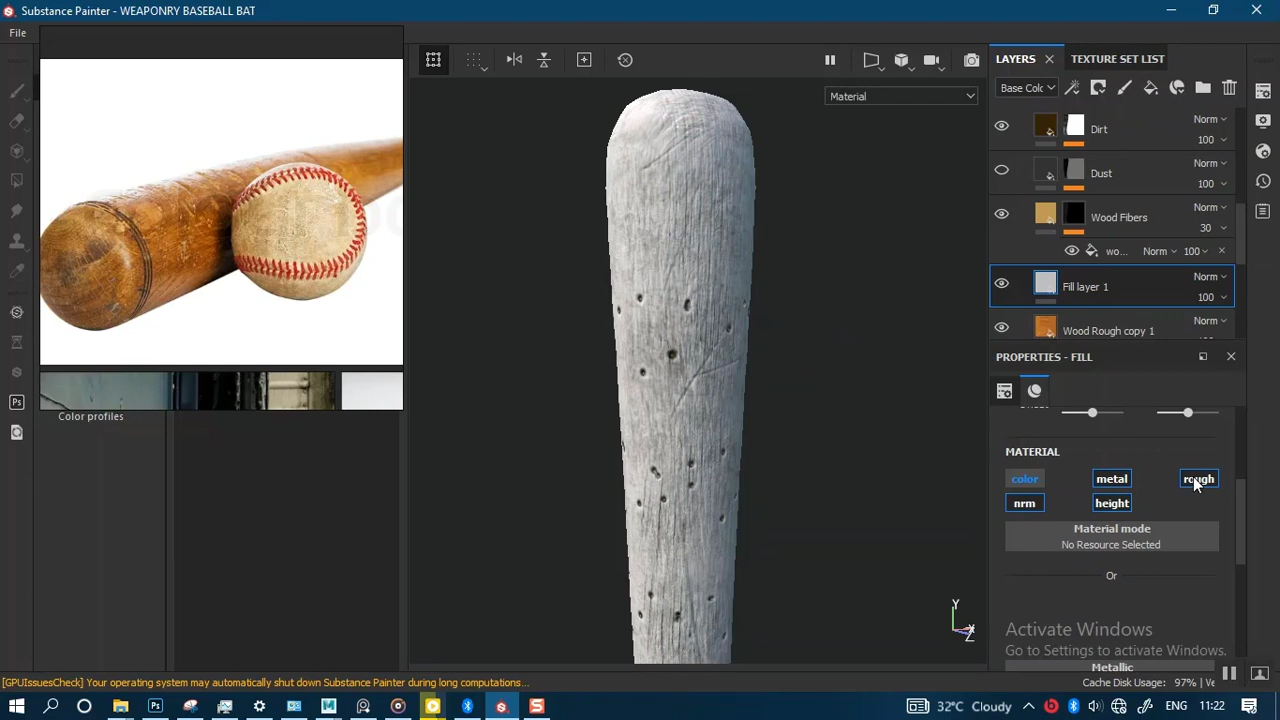 Substance Painter - WEAPONRY BASEBALL BAT
File
Material
LAYERS
TEXTURE SET LIST
Base Colo
Norm
Dirt
100
Norm
Dust
100
Norm
Wood Fibers
30
wo...
Norm
100
Norm
Fill layer 1
100
Norm
Wood Rough copy 1
PROPERTIES - FILL
MATERIAL
color
metal
rough
nrm
height
Material mode
No Resource Selected
Or
Activate Windows
Go to Settings to activate Windows.
Metallic
Color profiles
[GPUIssuesCheck] Your operating system may automatically shut down Substance Painter during long computations...
Cache Disk Usage: 97% | Ve
Y
Z
32°C Cloudy
ENG
11:22